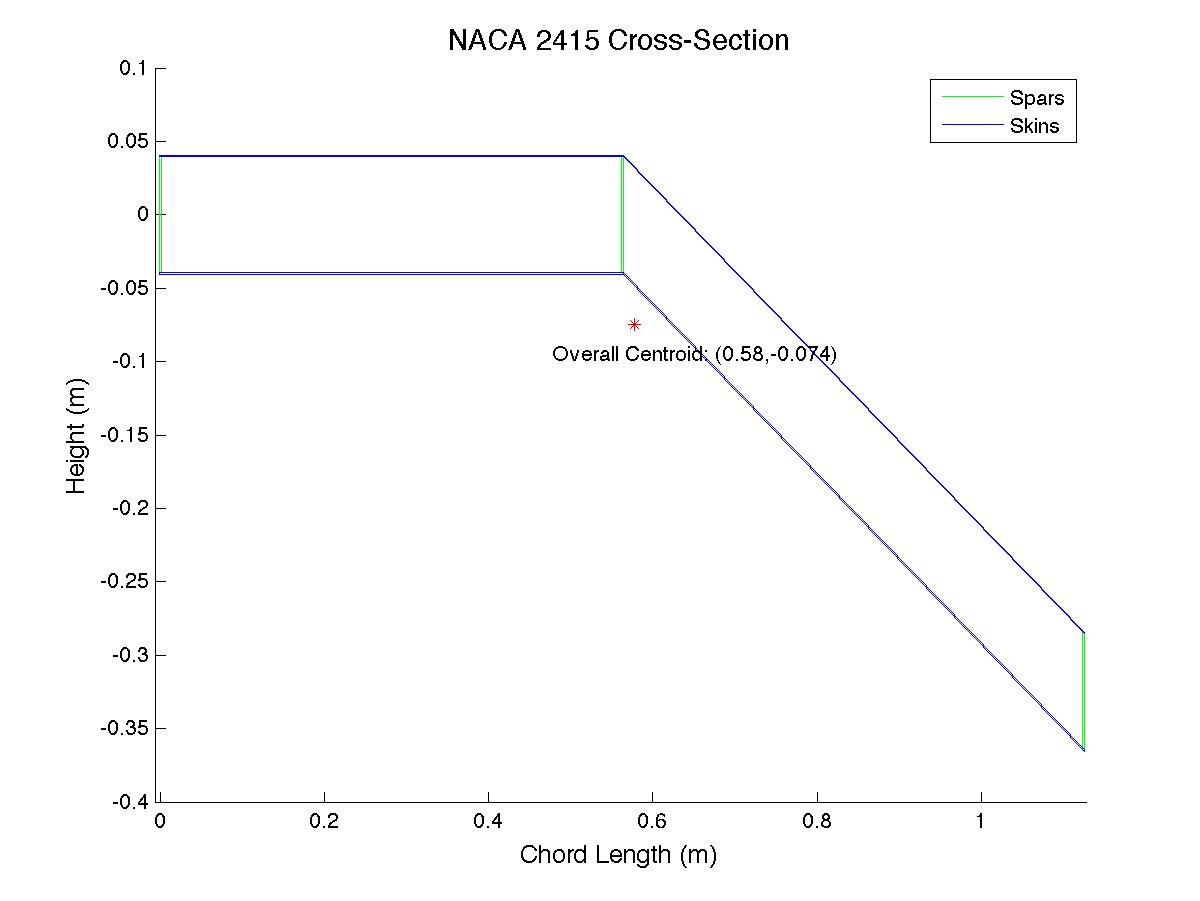 NACA 2415 Cross-Section
0.1
0.05
0
-0.05
-0.1
-0.15
-0.2
-0.25
-0.3
-0.35
-0.4
Height (m)
Spars
Skins
Overall Centroid: (0.58,-0.074)
0
0.2
0.4
0.6
0.8
1
Chord Length (m)